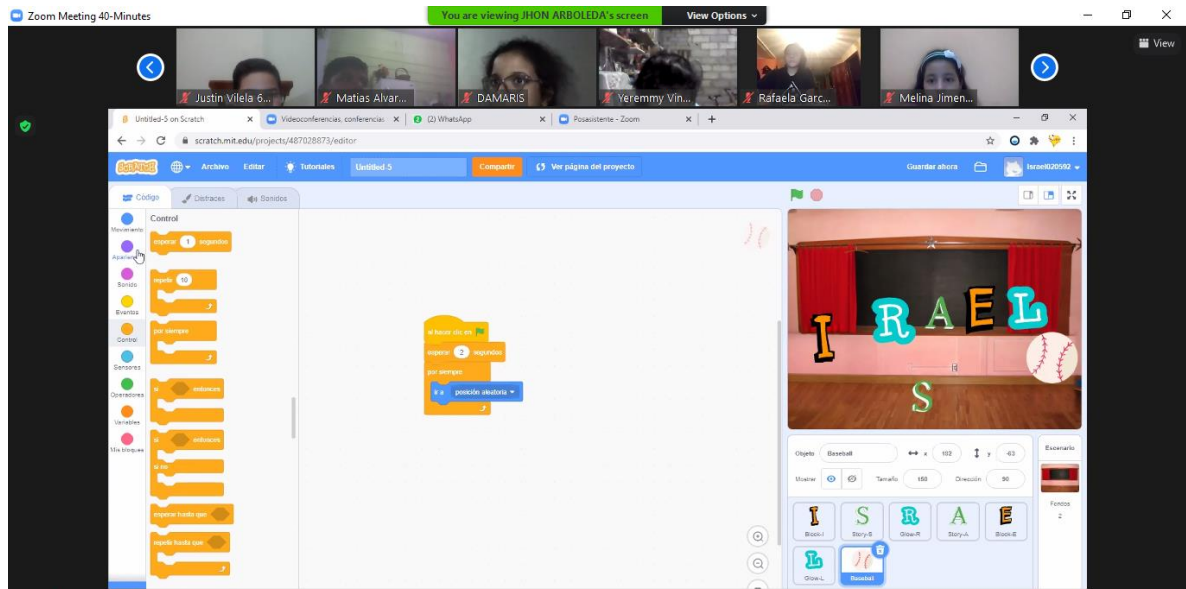 Zoom Meeting 40-Minutes
You are viewing JHON ARBOLEDA's screen
View Options
View
Justin Vilela 6...
Matias Alvar...
DAMARIS
Yeremmy Vin...
Rafaela Garc...
Melina Jimen...
Untitled-5 on Scratch
Videoconferencias, conferencias
(2) WhatsApp
Posasistente - Zoom
scratch.mit.edu/projects/487028873/editor
SCRATCH
Archivo
Editar
Tutoriales
Untitled-5
Compartir
Ver página del proyecto
Guardar ahora
Israel020592
Código
Disfraces
Sonidos
Movimiento
Apariencia
Sonido
Eventos
Control
Sensores
Operadores
Variables
Mis bloques
Control
esperar 1 segundos
repetir 10
por siempre
si entonces
si entonces
si no
esperar hasta que
repetir hasta que
al hacer clic en
esperar 2 segundos
por siempre
ir a posición aleatoria
I R A E L
S
Objeto Baseball x 102 y -63
Mostrar Tamaño 150 Dirección 90
Escenario
Fondos
2
I
Block-I
S
Story-S
R
Glow-R
A
Story-A
E
Block-E
L
Glow-L
Baseball